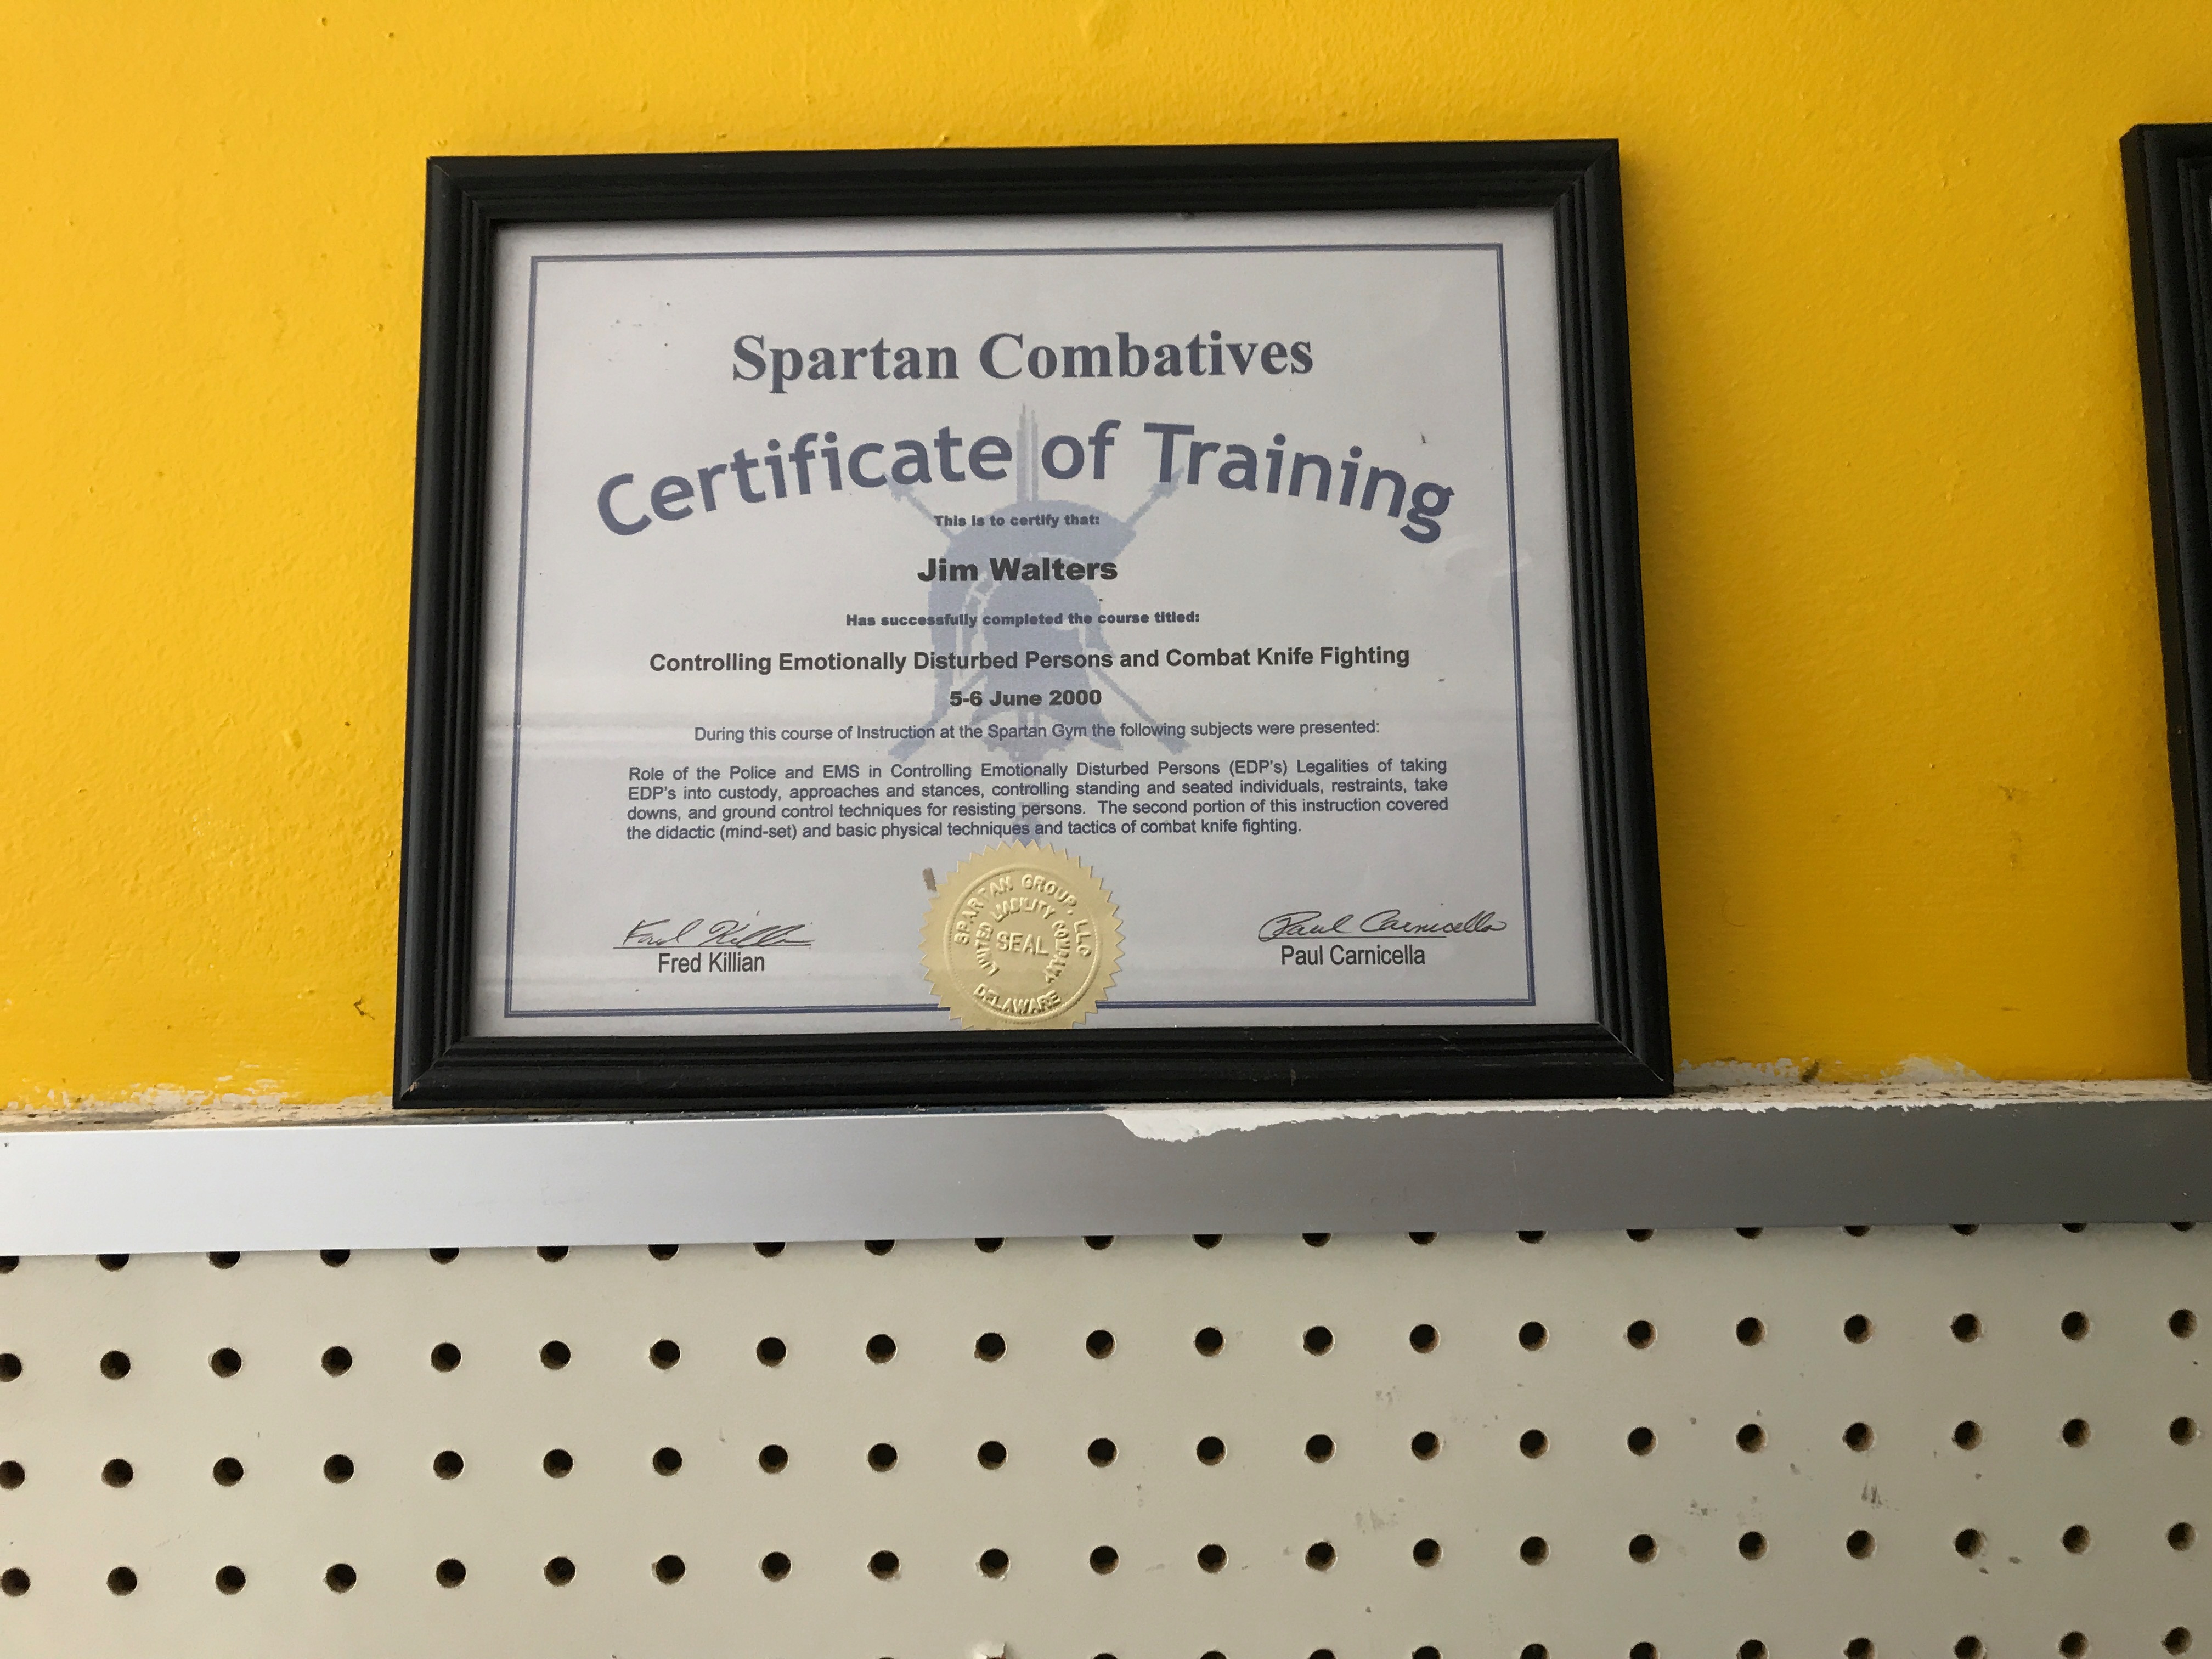 Spartan Combatives
Certificate of Training
This is to certify that:
Jim Walters
Has successfully completed the course titled:
Controlling Emotionally Disturbed Persons and Combat Knife Fighting
5-6 June 2000
During this course of Instruction at the Spartan Gym the following subjects were presented:
Role of the Police and EMS in Controlling Emotionally Disturbed Persons (EDP's) Legalities of taking
EDP's into custody, approaches and stances, controlling standing and seated individuals, restraints, take
downs, and ground control techniques for resisting persons. The second portion of this instruction covered
the didactic (mind-set) and basic physical techniques and tactics of combat knife fighting.
Fred Killian
Fred Killian
SPARTAN GROUP, LLC
LIMITED LIABILITY COMPANY
SEAL
DELAWARE
Paul Carnicella
Paul Carnicella